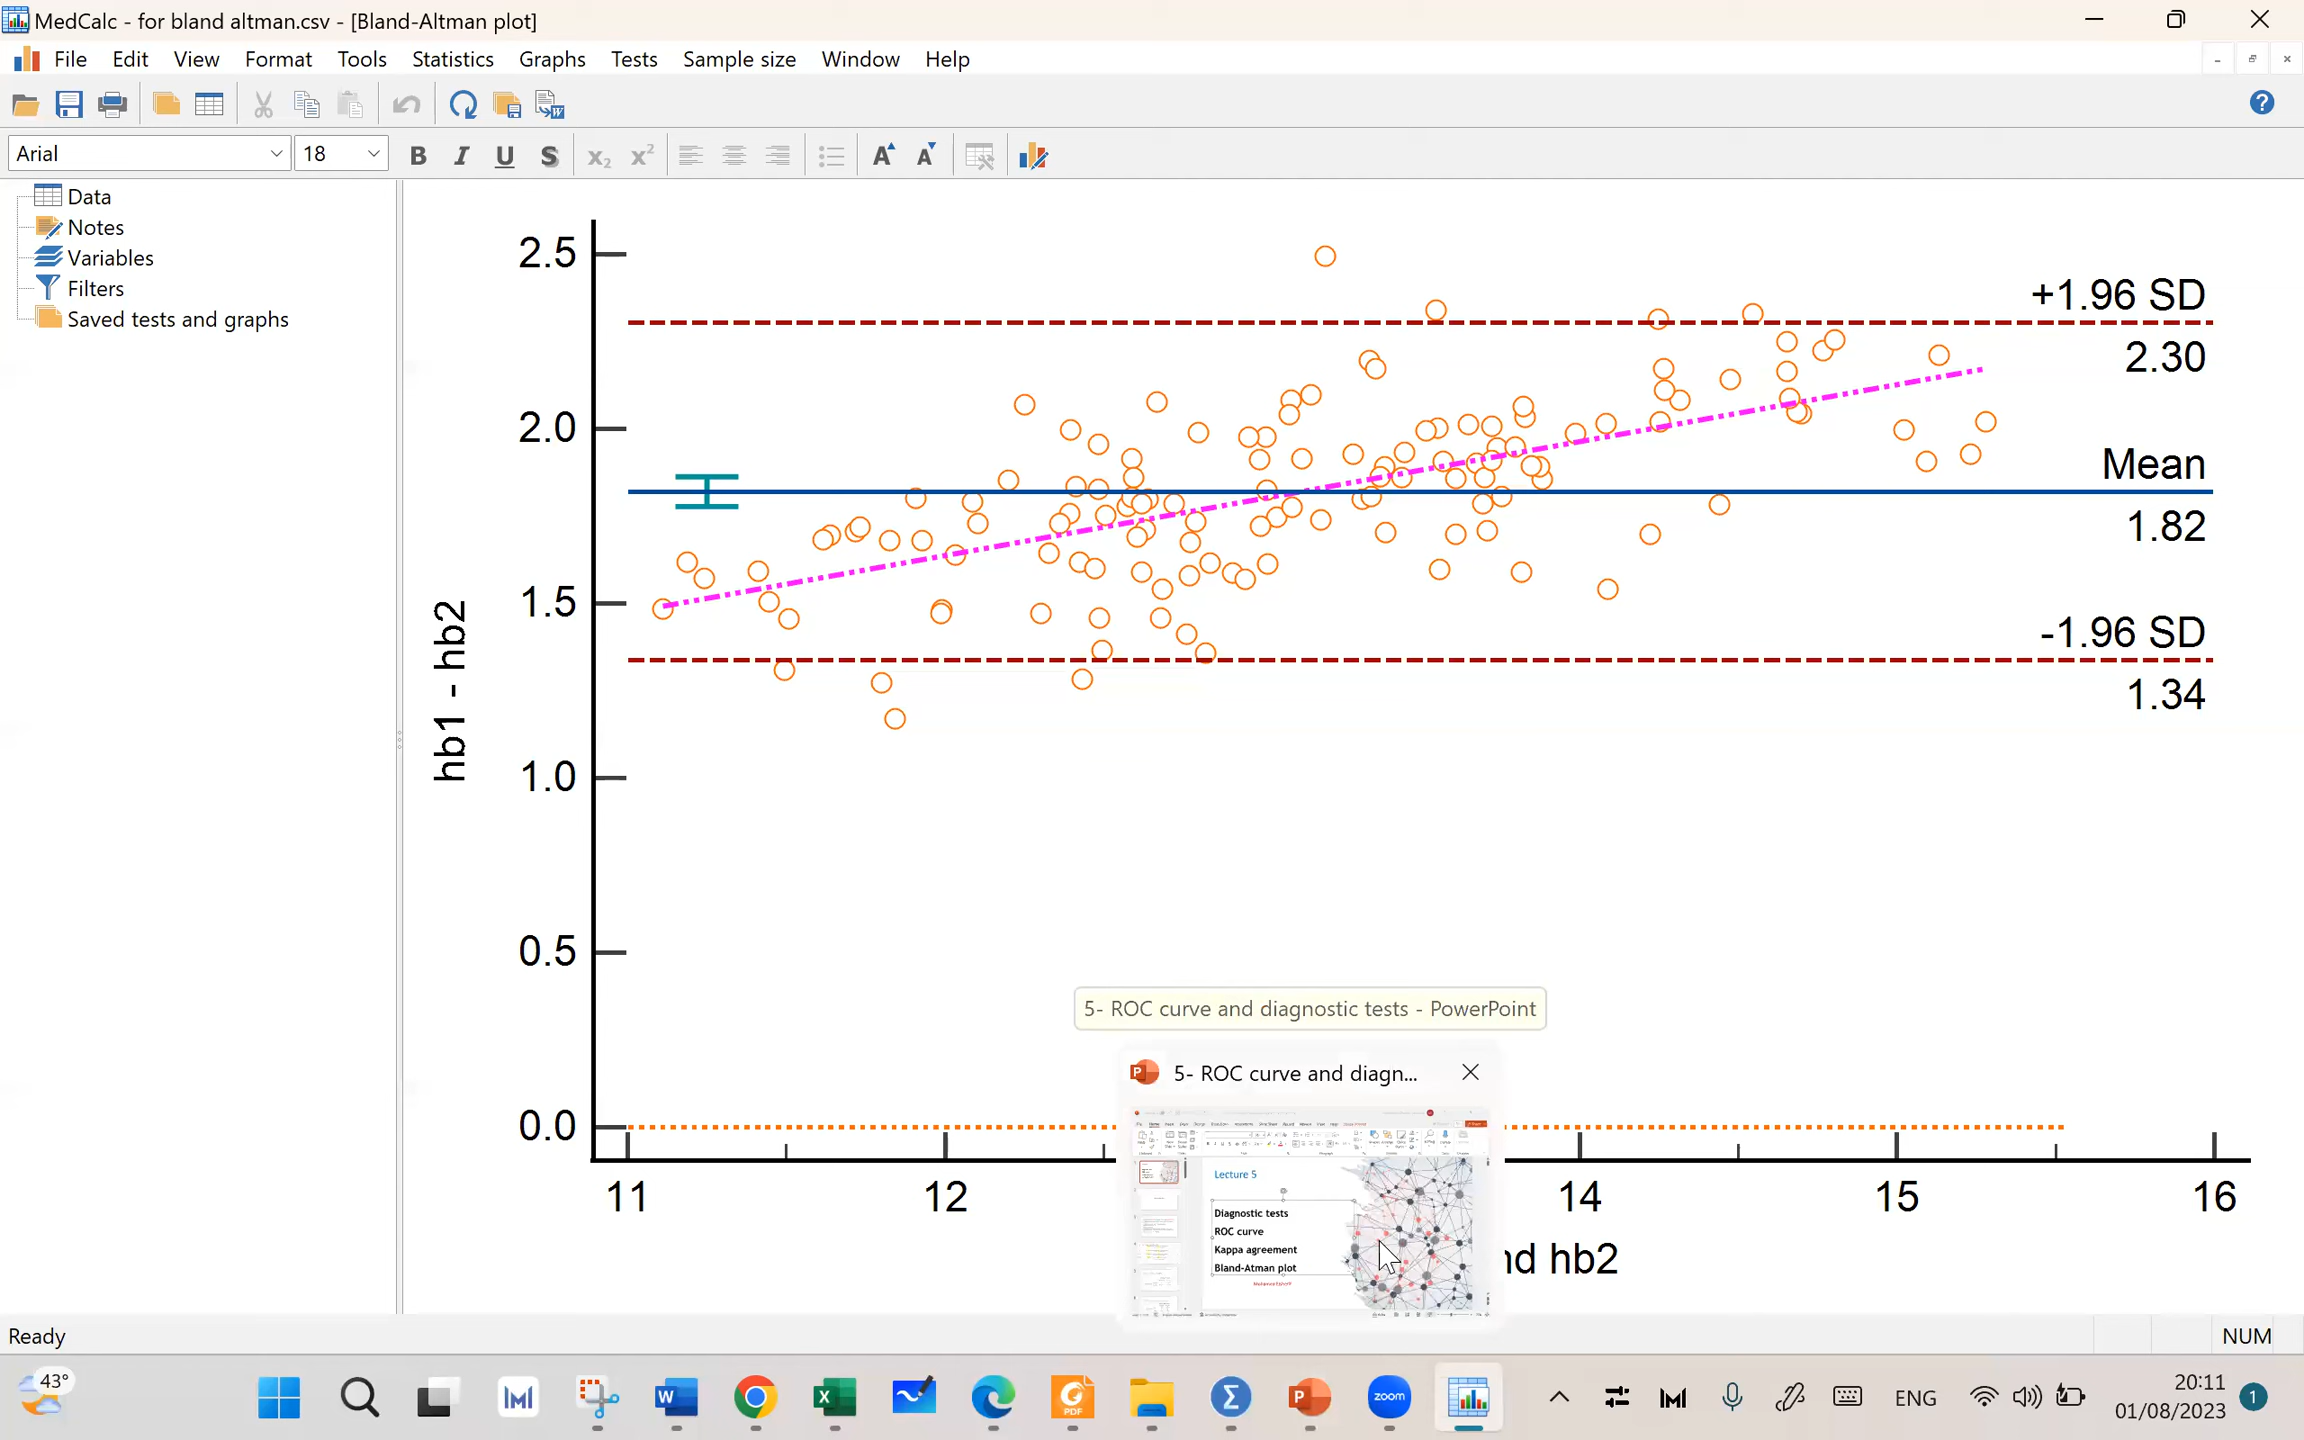 MedCalc - for bland altman.csv - [Bland-Altman plot]
File Edit View Format Tools Statistics Graphs Tests Sample size Window Help
Arial 18 B I U S x₂ x² A A
Data
Notes
Variables
Filters
Saved tests and graphs
2.5
+1.96 SD
2.30
2.0
Mean
1.82
1.5
-1.96 SD
1.34
1.0
0.5
0.0
hb1 - hb2
5- ROC curve and diagnostic tests - PowerPoint
5- ROC curve and diagn...
Lecture 5
Diagnostic tests
ROC curve
Kappa agreement
Bland-Atman plot
11 12 14 15 16
nd hb2
Ready
NUM
43°
PDF
zoom
ENG
20:11
01/08/2023
1